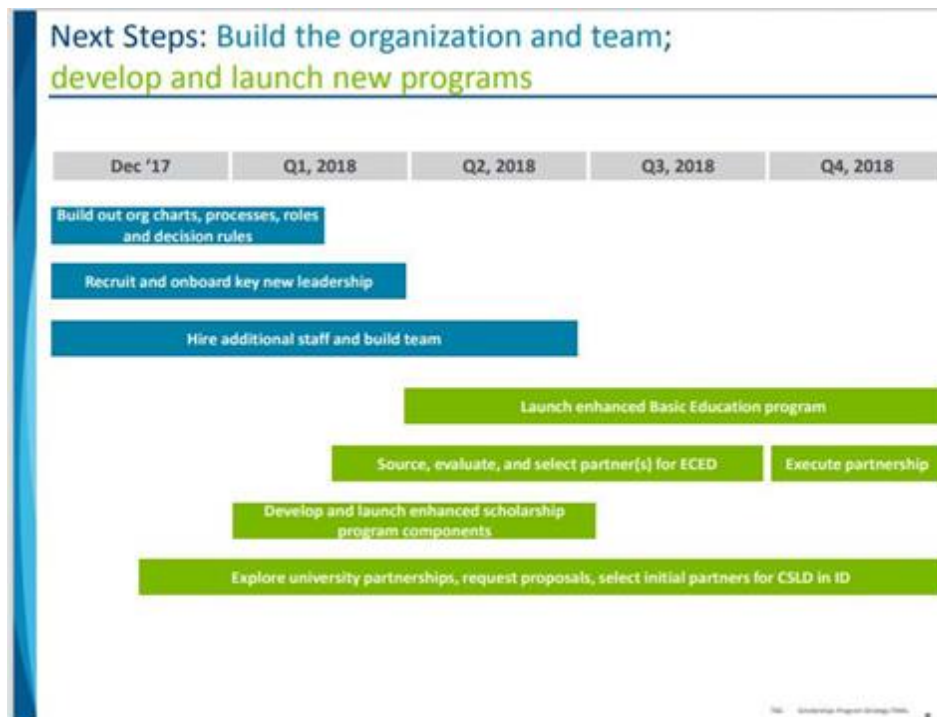 Next Steps: Build the organization and team;
develop and launch new programs
Dec '17 Q1, 2018 Q2, 2018 Q3, 2018 Q4, 2018
Build out org charts, processes, roles
and decision rules
Recruit and onboard key new leadership
Hire additional staff and build team
Launch enhanced Basic Education program
Source, evaluate, and select partner(s) for ECED Execute partnership
Develop and launch enhanced scholarship
program components
Explore university partnerships, request proposals, select initial partners for CSLD in ID